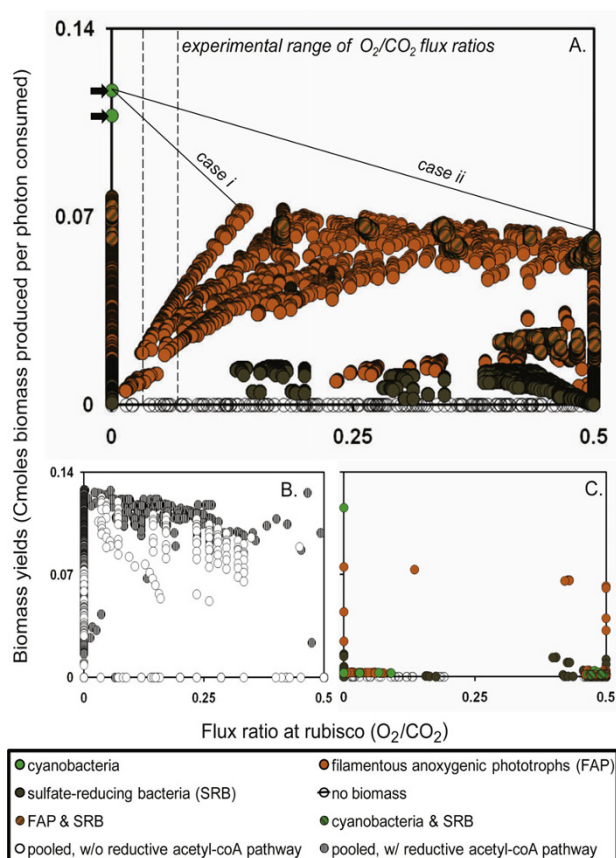 0.14
experimental range of O₂/CO₂ flux ratios
A.
case i
case ii
0.07
0
0
0.25
0.5
Biomass yields (Cmoles biomass produced per photon consumed)
0.14
B.
0.07
0
0
0.25
0.5
C.
0
0.25
0.5
Flux ratio at rubisco (O₂/CO₂)
cyanobacteria
filamentous anoxygenic phototrophs (FAP)
sulfate-reducing bacteria (SRB)
no biomass
FAP & SRB
cyanobacteria & SRB
pooled, w/o reductive acetyl-coA pathway
pooled, w/ reductive acetyl-coA pathway